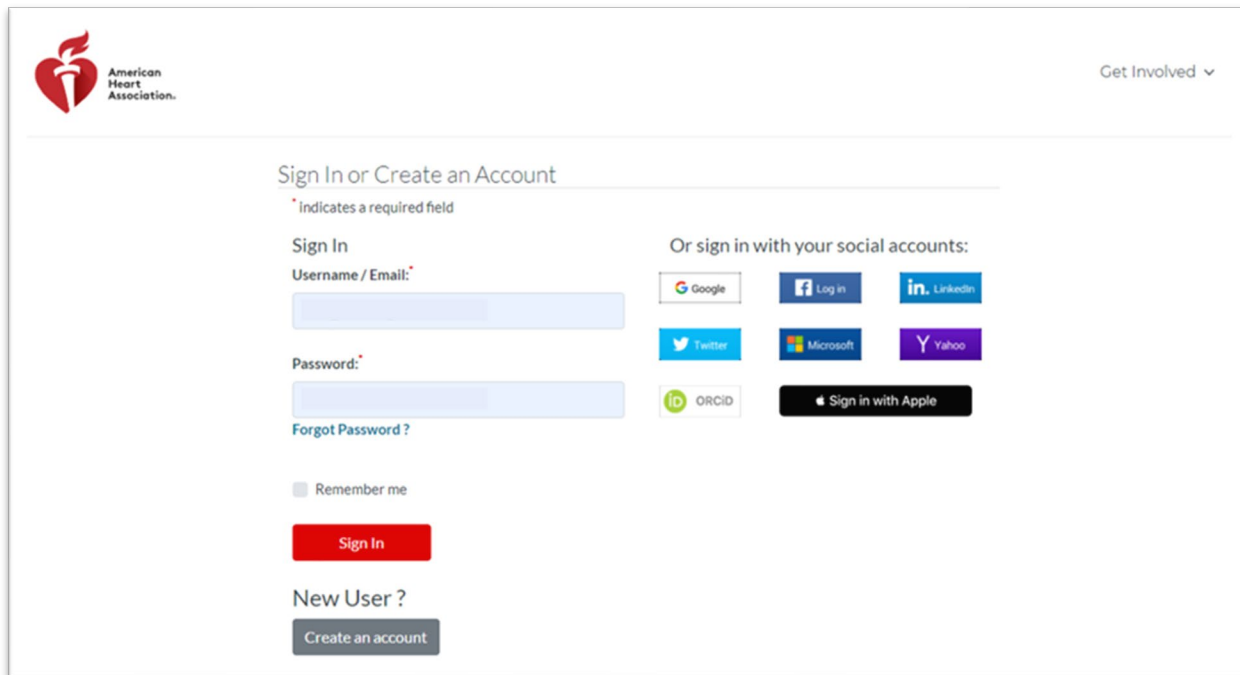 American
Heart
Association.
Get Involved
Sign In or Create an Account
* indicates a required field
Sign In
Username / Email:*
Password:*
Forgot Password ?
Remember me
Sign In
New User ?
Create an account
Or sign in with your social accounts:
G Google
f Log in
in. LinkedIn
Twitter
Microsoft
Y Yahoo
iD ORCiD
Sign in with Apple